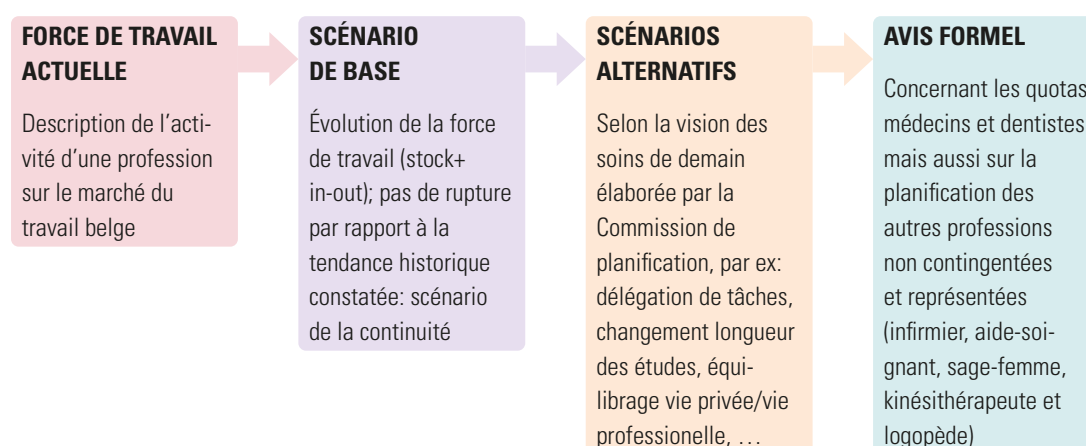 FORCE DE TRAVAIL
ACTUELLE
Description de l’acti-
vité d’une profession
sur le marché du
travail belge
SCÉNARIO
DE BASE
Évolution de la force
de travail (stock+
in-out); pas de rupture
par rapport à la
tendance historique
constatée: scénario
de la continuité
SCÉNARIOS
ALTERNATIFS
Selon la vision des
soins de demain
élaborée par la
Commission de
planification, par ex:
délégation de tâches,
changement longueur
des études, équi-
librage vie privée/vie
professionelle, …
AVIS FORMEL
Concernant les quotas
médecins et dentistes
mais aussi sur la
planification des
autres professions
non contingentées
et représentées
(infirmier, aide-soi-
gnant, sage-femme,
kinésithérapeute et
logopède)